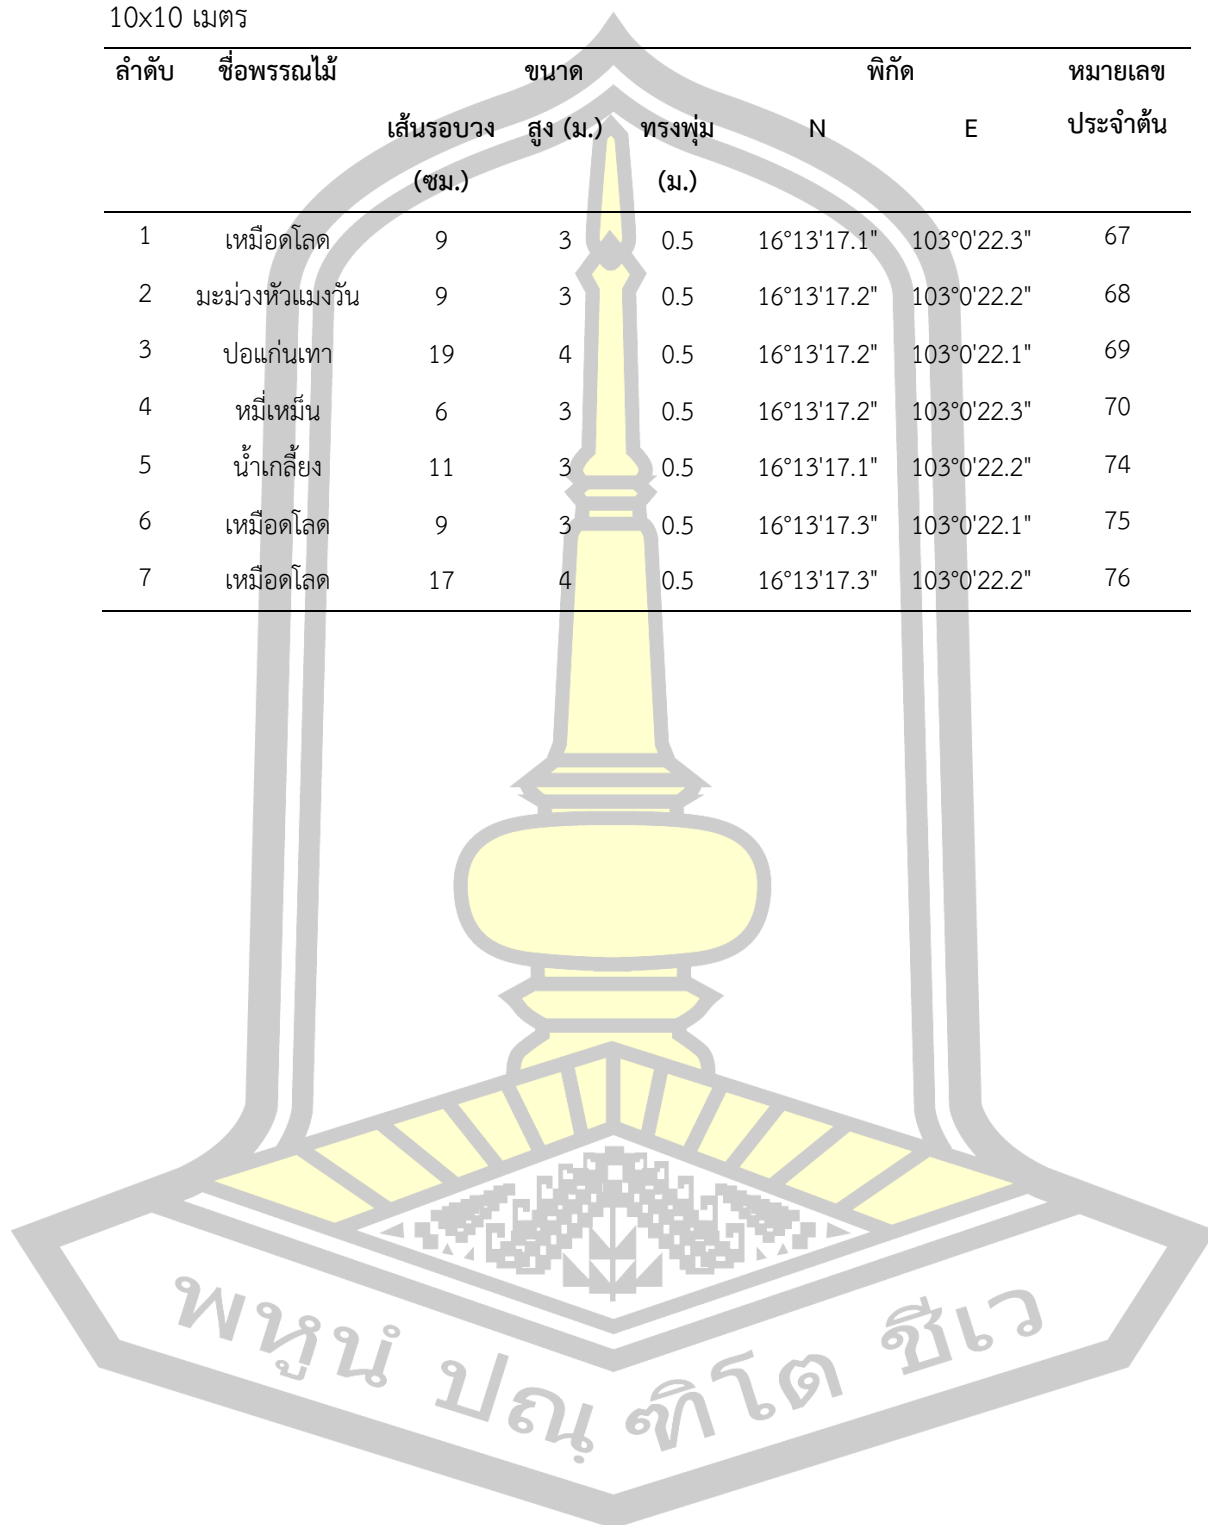 10x10 เมตร
ลำดับ ชื่อพรรณไม้ ขนาด พิกัด หมายเลข
เส้นรอบวง สูง (ม.) ทรงพุ่ม N E ประจำต้น
(ซม.) (ม.)
1 เหมือดโลด 9 3 0.5 16°13'17.1" 103°0'22.3" 67
2 มะม่วงหัวแมงวัน 9 3 0.5 16°13'17.2" 103°0'22.2" 68
3 ปอแก่นเทา 19 4 0.5 16°13'17.2" 103°0'22.1" 69
4 หมี่เหม็น 6 3 0.5 16°13'17.2" 103°0'22.3" 70
5 น้ำเกลี้ยง 11 3 0.5 16°13'17.1" 103°0'22.2" 74
6 เหมือดโลด 9 3 0.5 16°13'17.3" 103°0'22.1" 75
7 เหมือดโลด 17 4 0.5 16°13'17.3" 103°0'22.2" 76
พหูนํ ปณฺฑิโต ชีเว